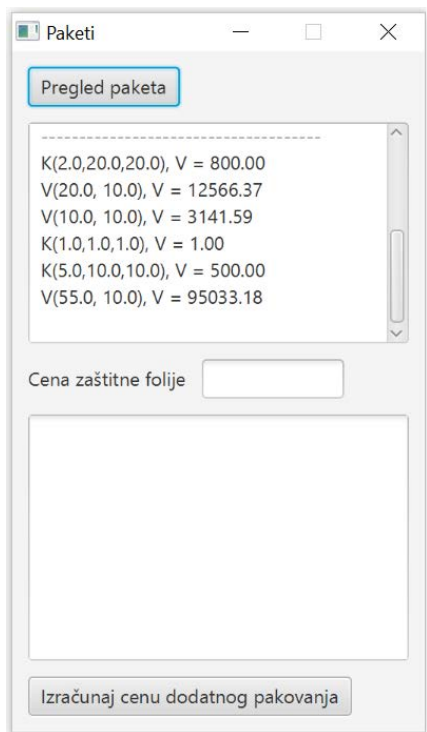 Paketi
Pregled paketa
----------------------------------
K(2.0,20.0,20.0), V = 800.00
V(20.0, 10.0), V = 12566.37
V(10.0, 10.0), V = 3141.59
K(1.0,1.0,1.0), V = 1.00
K(5.0,10.0,10.0), V = 500.00
V(55.0, 10.0), V = 95033.18
Cena zaštitne folije
Izračunaj cenu dodatnog pakovanja